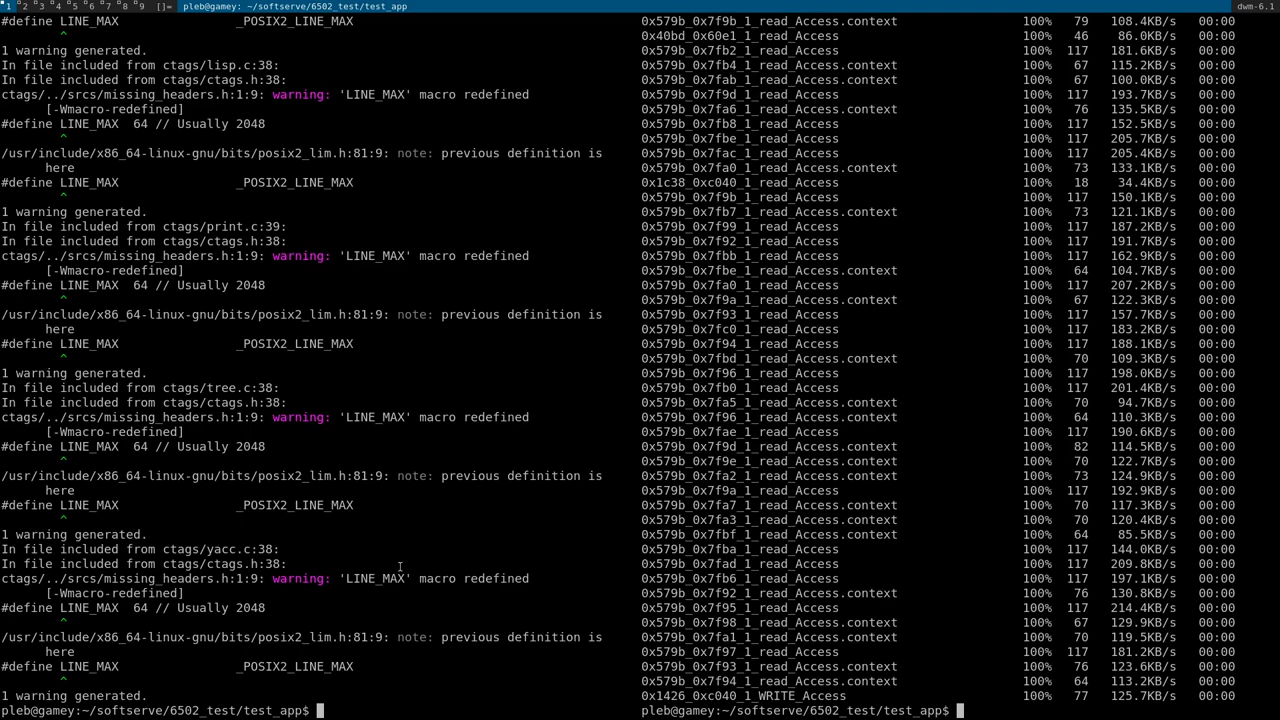 1 2 3 4 5 6 7 8 9 []= pleb@gamey: ~/softserve/6502_test/test_app dwm-6.1
#define LINE_MAX _POSIX2_LINE_MAX
^
1 warning generated.
In file included from ctags/lisp.c:38:
In file included from ctags/ctags.h:38:
ctags/../srcs/missing_headers.h:1:9: warning: 'LINE_MAX' macro redefined
[-Wmacro-redefined]
#define LINE_MAX 64 // Usually 2048
^
/usr/include/x86_64-linux-gnu/bits/posix2_lim.h:81:9: note: previous definition is
here
#define LINE_MAX _POSIX2_LINE_MAX
^
1 warning generated.
In file included from ctags/print.c:39:
In file included from ctags/ctags.h:38:
ctags/../srcs/missing_headers.h:1:9: warning: 'LINE_MAX' macro redefined
[-Wmacro-redefined]
#define LINE_MAX 64 // Usually 2048
^
/usr/include/x86_64-linux-gnu/bits/posix2_lim.h:81:9: note: previous definition is
here
#define LINE_MAX _POSIX2_LINE_MAX
^
1 warning generated.
In file included from ctags/tree.c:38:
In file included from ctags/ctags.h:38:
ctags/../srcs/missing_headers.h:1:9: warning: 'LINE_MAX' macro redefined
[-Wmacro-redefined]
#define LINE_MAX 64 // Usually 2048
^
/usr/include/x86_64-linux-gnu/bits/posix2_lim.h:81:9: note: previous definition is
here
#define LINE_MAX _POSIX2_LINE_MAX
^
1 warning generated.
In file included from ctags/yacc.c:38:
In file included from ctags/ctags.h:38:
ctags/../srcs/missing_headers.h:1:9: warning: 'LINE_MAX' macro redefined
[-Wmacro-redefined]
#define LINE_MAX 64 // Usually 2048
^
/usr/include/x86_64-linux-gnu/bits/posix2_lim.h:81:9: note: previous definition is
here
#define LINE_MAX _POSIX2_LINE_MAX
^
1 warning generated.
pleb@gamey:~/softserve/6502_test/test_app$
0x579b_0x7f9b_1_read_Access.context 100% 79 108.4KB/s 00:00
0x40bd_0x60e1_1_read_Access 100% 46 86.0KB/s 00:00
0x579b_0x7fb2_1_read_Access 100% 117 181.6KB/s 00:00
0x579b_0x7fb4_1_read_Access.context 100% 67 115.2KB/s 00:00
0x579b_0x7fab_1_read_Access.context 100% 67 100.0KB/s 00:00
0x579b_0x7f9d_1_read_Access 100% 117 193.7KB/s 00:00
0x579b_0x7fa6_1_read_Access.context 100% 76 135.5KB/s 00:00
0x579b_0x7fb8_1_read_Access 100% 117 152.5KB/s 00:00
0x579b_0x7fbe_1_read_Access 100% 117 205.7KB/s 00:00
0x579b_0x7fac_1_read_Access 100% 117 205.4KB/s 00:00
0x579b_0x7fa0_1_read_Access.context 100% 73 133.1KB/s 00:00
0x1c38_0xc040_1_read_Access 100% 18 34.4KB/s 00:00
0x579b_0x7f9b_1_read_Access 100% 117 150.1KB/s 00:00
0x579b_0x7fb7_1_read_Access.context 100% 73 121.1KB/s 00:00
0x579b_0x7f99_1_read_Access 100% 117 187.2KB/s 00:00
0x579b_0x7f92_1_read_Access 100% 117 191.7KB/s 00:00
0x579b_0x7fbb_1_read_Access 100% 117 162.9KB/s 00:00
0x579b_0x7fbe_1_read_Access.context 100% 64 104.7KB/s 00:00
0x579b_0x7fa0_1_read_Access 100% 117 207.2KB/s 00:00
0x579b_0x7f9a_1_read_Access.context 100% 67 122.3KB/s 00:00
0x579b_0x7f93_1_read_Access 100% 117 157.7KB/s 00:00
0x579b_0x7fc0_1_read_Access 100% 117 183.2KB/s 00:00
0x579b_0x7f94_1_read_Access 100% 117 188.1KB/s 00:00
0x579b_0x7fbd_1_read_Access.context 100% 70 109.3KB/s 00:00
0x579b_0x7f96_1_read_Access 100% 117 198.0KB/s 00:00
0x579b_0x7fb0_1_read_Access 100% 117 201.4KB/s 00:00
0x579b_0x7fa5_1_read_Access.context 100% 70 94.7KB/s 00:00
0x579b_0x7f96_1_read_Access.context 100% 64 110.3KB/s 00:00
0x579b_0x7fae_1_read_Access 100% 117 190.6KB/s 00:00
0x579b_0x7f9d_1_read_Access.context 100% 82 114.5KB/s 00:00
0x579b_0x7f9e_1_read_Access.context 100% 70 122.7KB/s 00:00
0x579b_0x7fa2_1_read_Access.context 100% 73 124.9KB/s 00:00
0x579b_0x7f9a_1_read_Access 100% 117 192.9KB/s 00:00
0x579b_0x7fa7_1_read_Access.context 100% 70 117.3KB/s 00:00
0x579b_0x7fa3_1_read_Access.context 100% 70 120.4KB/s 00:00
0x579b_0x7fbf_1_read_Access.context 100% 64 85.5KB/s 00:00
0x579b_0x7fba_1_read_Access 100% 117 144.0KB/s 00:00
0x579b_0x7fad_1_read_Access 100% 117 209.8KB/s 00:00
0x579b_0x7fb6_1_read_Access 100% 117 197.1KB/s 00:00
0x579b_0x7f92_1_read_Access.context 100% 76 130.8KB/s 00:00
0x579b_0x7f95_1_read_Access 100% 117 214.4KB/s 00:00
0x579b_0x7f98_1_read_Access.context 100% 67 129.9KB/s 00:00
0x579b_0x7fa1_1_read_Access.context 100% 70 119.5KB/s 00:00
0x579b_0x7f97_1_read_Access 100% 117 181.2KB/s 00:00
0x579b_0x7f93_1_read_Access.context 100% 76 123.6KB/s 00:00
0x579b_0x7f94_1_read_Access.context 100% 64 113.2KB/s 00:00
0x1426_0xc040_1_WRITE_Access 100% 77 125.7KB/s 00:00
pleb@gamey:~/softserve/6502_test/test_app$